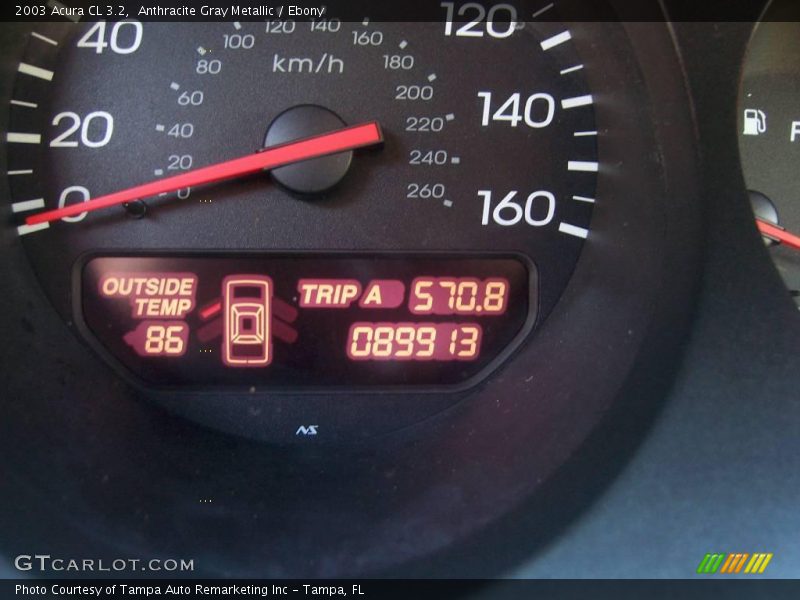 2003 Acura CL 3.2, Anthracite Gray Metallic / Ebony
40
120
100 120 140 160
km/h
80 180
60 200
20
40 220
140
20 240
0
0 260
160
F
OUTSIDE
TEMP
86
TRIP A 570.8
089913
NS
GTCARLOT.COM
Photo Courtesy of Tampa Auto Remarketing Inc - Tampa, FL